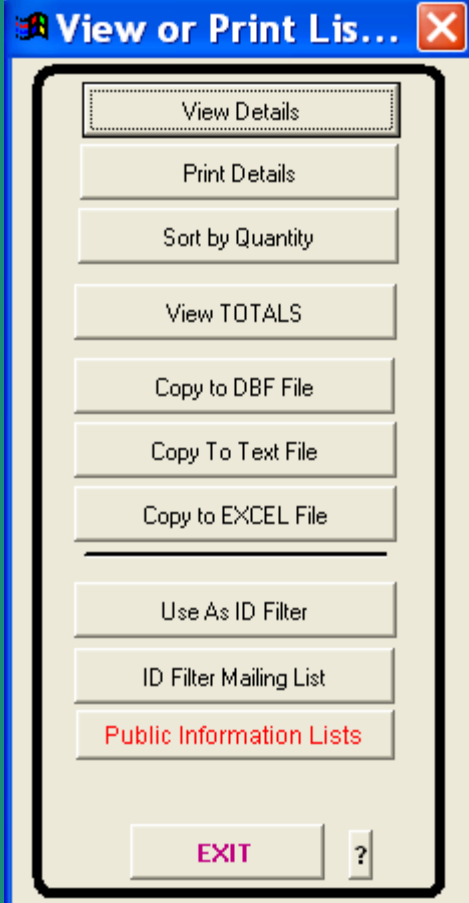 View or Print Lis...
View Details
Print Details
Sort by Quantity
View TOTALS
Copy to DBF File
Copy To Text File
Copy to EXCEL File
Use As ID Filter
ID Filter Mailing List
Public Information Lists
EXIT ?